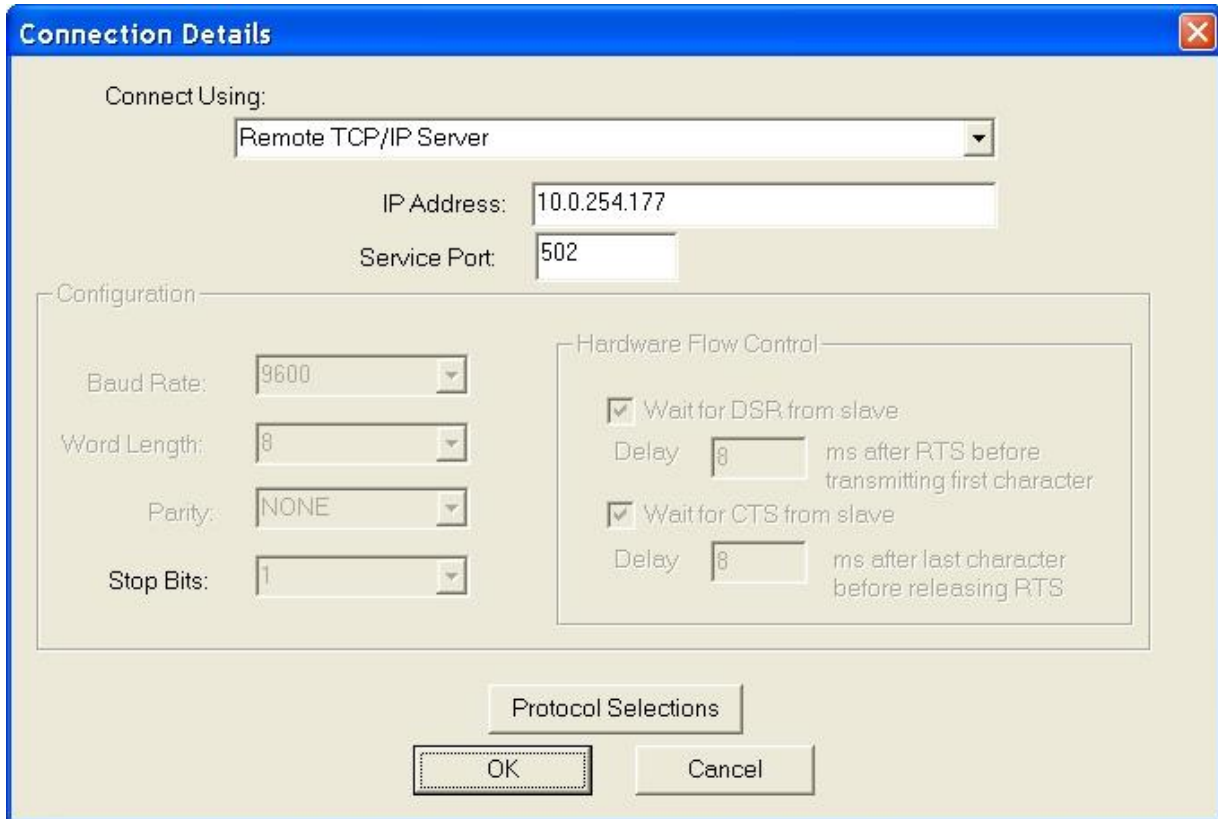 Connection Details
Connect Using:
Remote TCP/IP Server
IP Address: 10.0.254.177
Service Port: 502
Configuration
Baud Rate: 9600
Word Length: 8
Parity: NONE
Stop Bits: 1
Hardware Flow Control
Wait for DSR from slave
Delay 8 ms after RTS before
transmitting first character
Wait for CTS from slave
Delay 8 ms after last character
before releasing RTS
Protocol Selections
OK Cancel